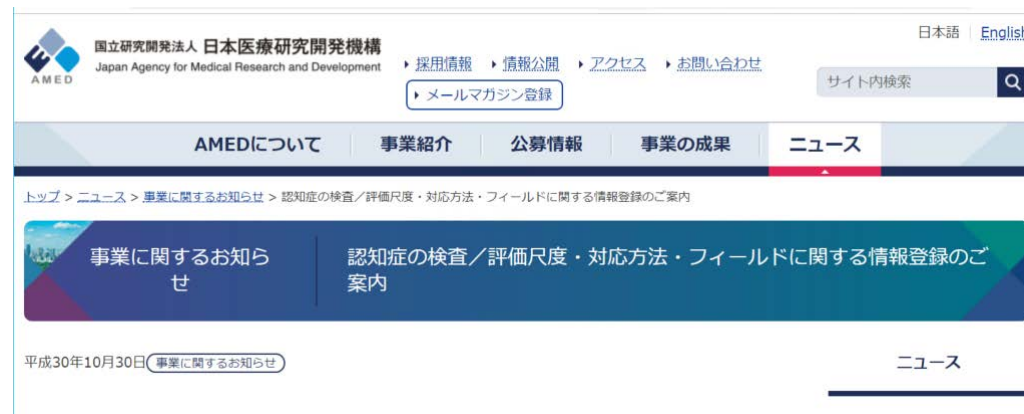 日本語 English
国立研究開発法人 日本医療研究開発機構
Japan Agency for Medical Research and Development
AMED
採用情報 情報公開 アクセス お問い合わせ
メールマガジン登録
サイト内検索
AMEDについて 事業紹介 公募情報 事業の成果 ニュース
トップ > ニュース > 事業に関するお知らせ > 認知症の検査／評価尺度・対応方法・フィールドに関する情報登録のご案内
事業に関するお知ら
せ
認知症の検査／評価尺度・対応方法・フィールドに関する情報登録のご
案内
平成30年10月30日 事業に関するお知らせ
ニュース